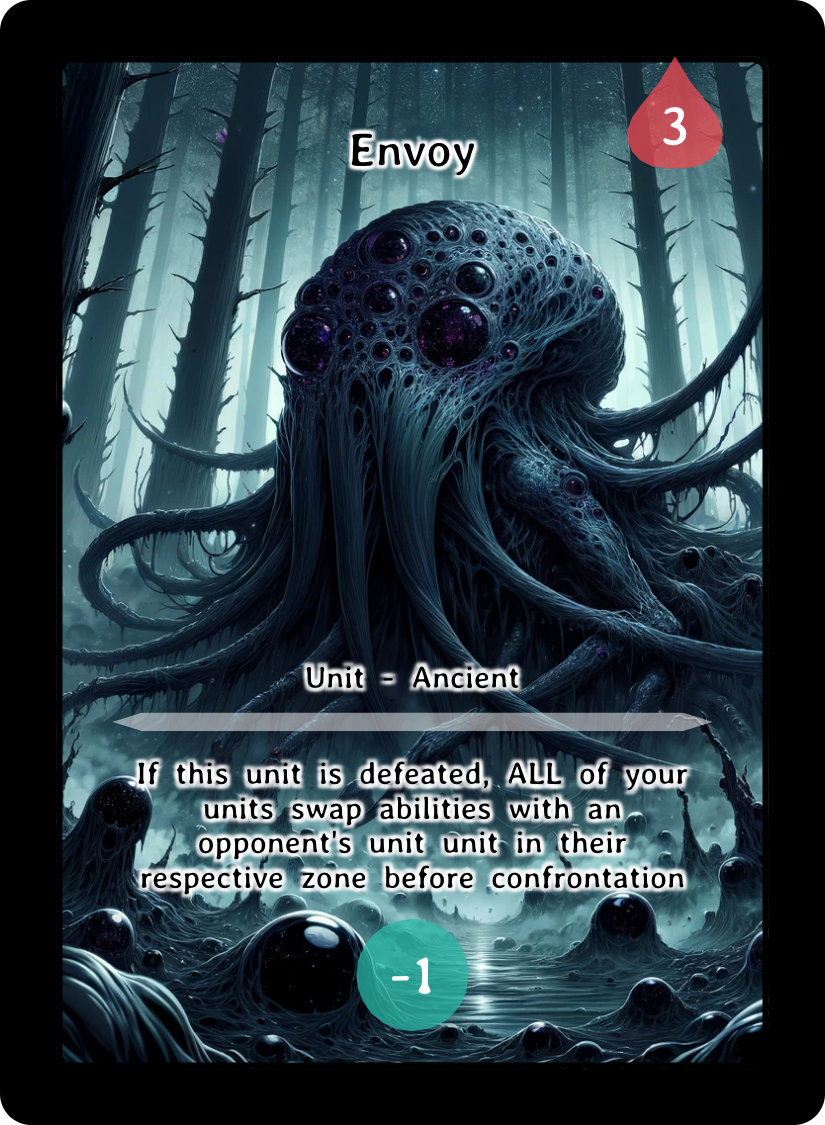 3
Envoy
Unit - Ancient
If this unit is defeated, ALL of your
units swap abilities with an
opponent's unit unit in their
respective zone before confrontation
-1